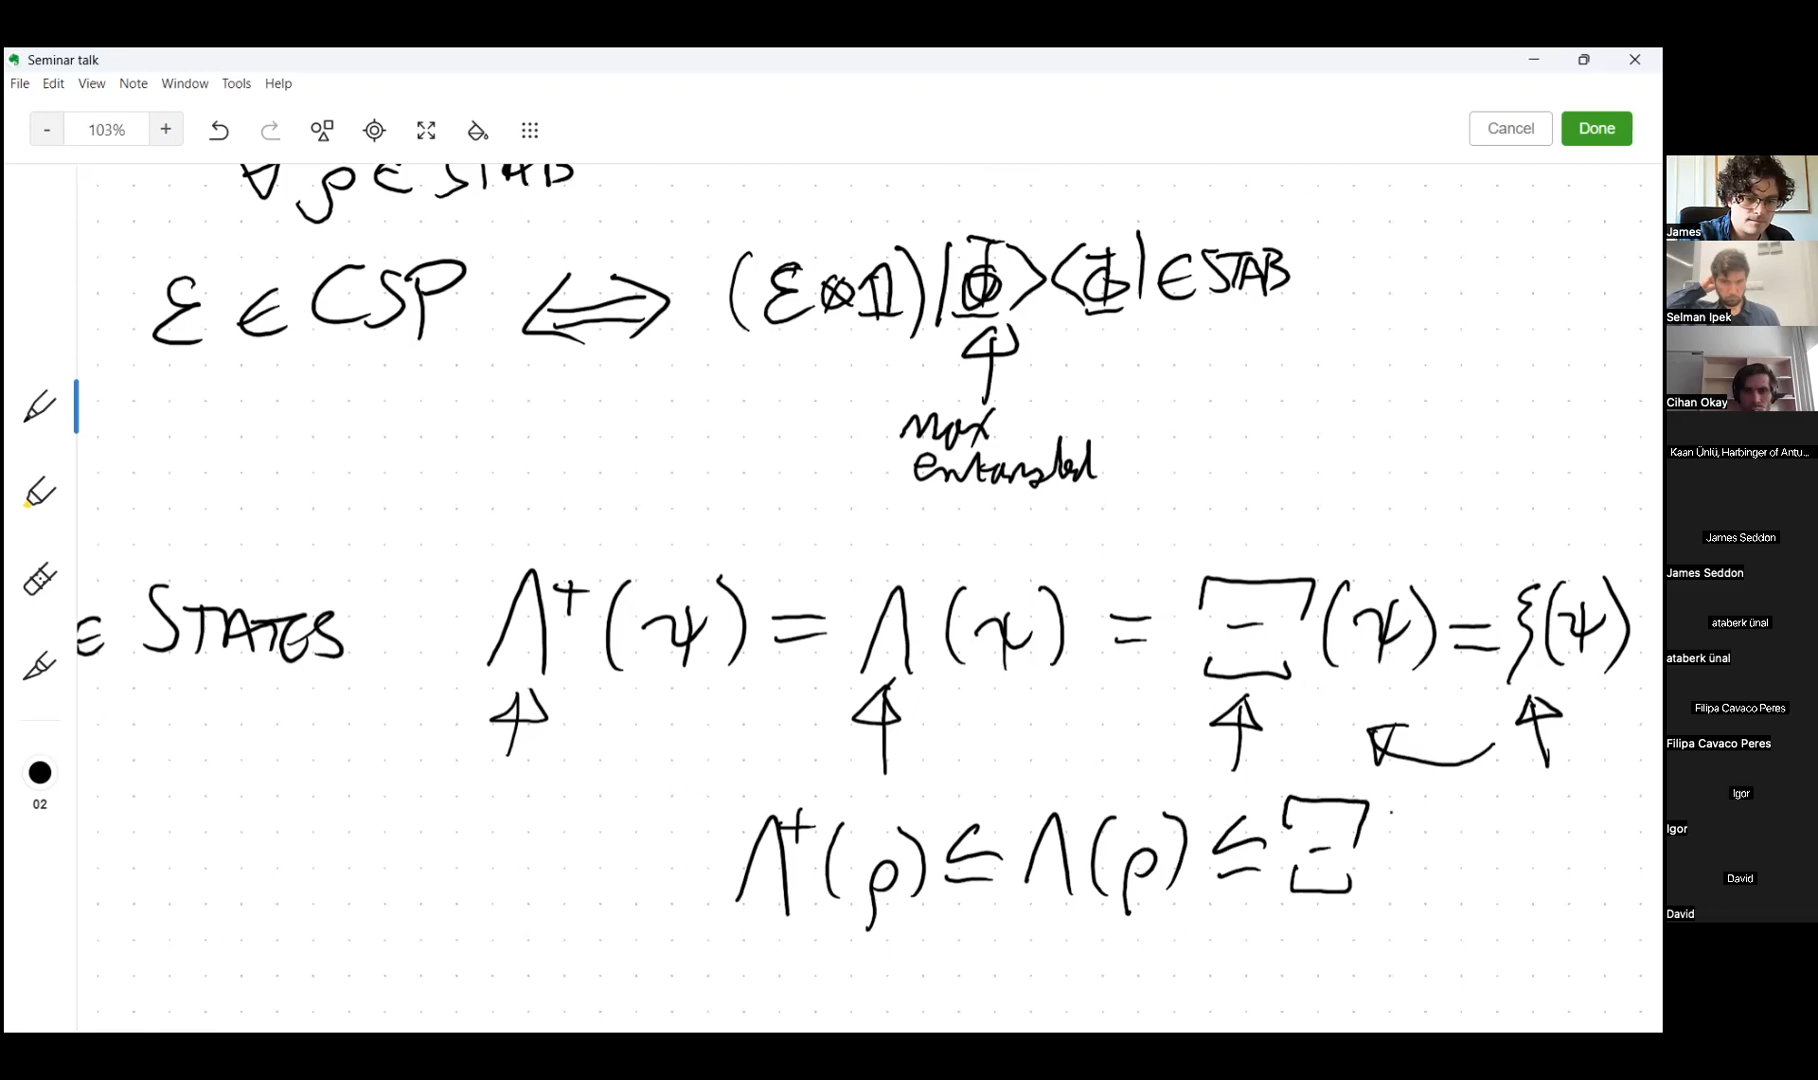 Seminar talk
File Edit View Note Window Tools Help
- 103% + Cancel Done
∀ ρ ∈ STAB
ℰ ∈ CSP ⟺ (ℰ⊗𝟙)|Φ><Φ| ∈ STAB
Max
entangled
∈ STATES Λ⁺(ψ) = Λ(ψ) = Ξ(ψ) = ξ(ψ)
Λ⁺(ρ) ≤ Λ(ρ) ≤ Ξ
02
James
Selman Ipek
Cihan Okay
Kaan Ünlü, Harbinger of Antu...
James Seddon
James Seddon
ataberk ünal
ataberk ünal
Filipa Cavaco Peres
Filipa Cavaco Peres
Igor
Igor
David
David